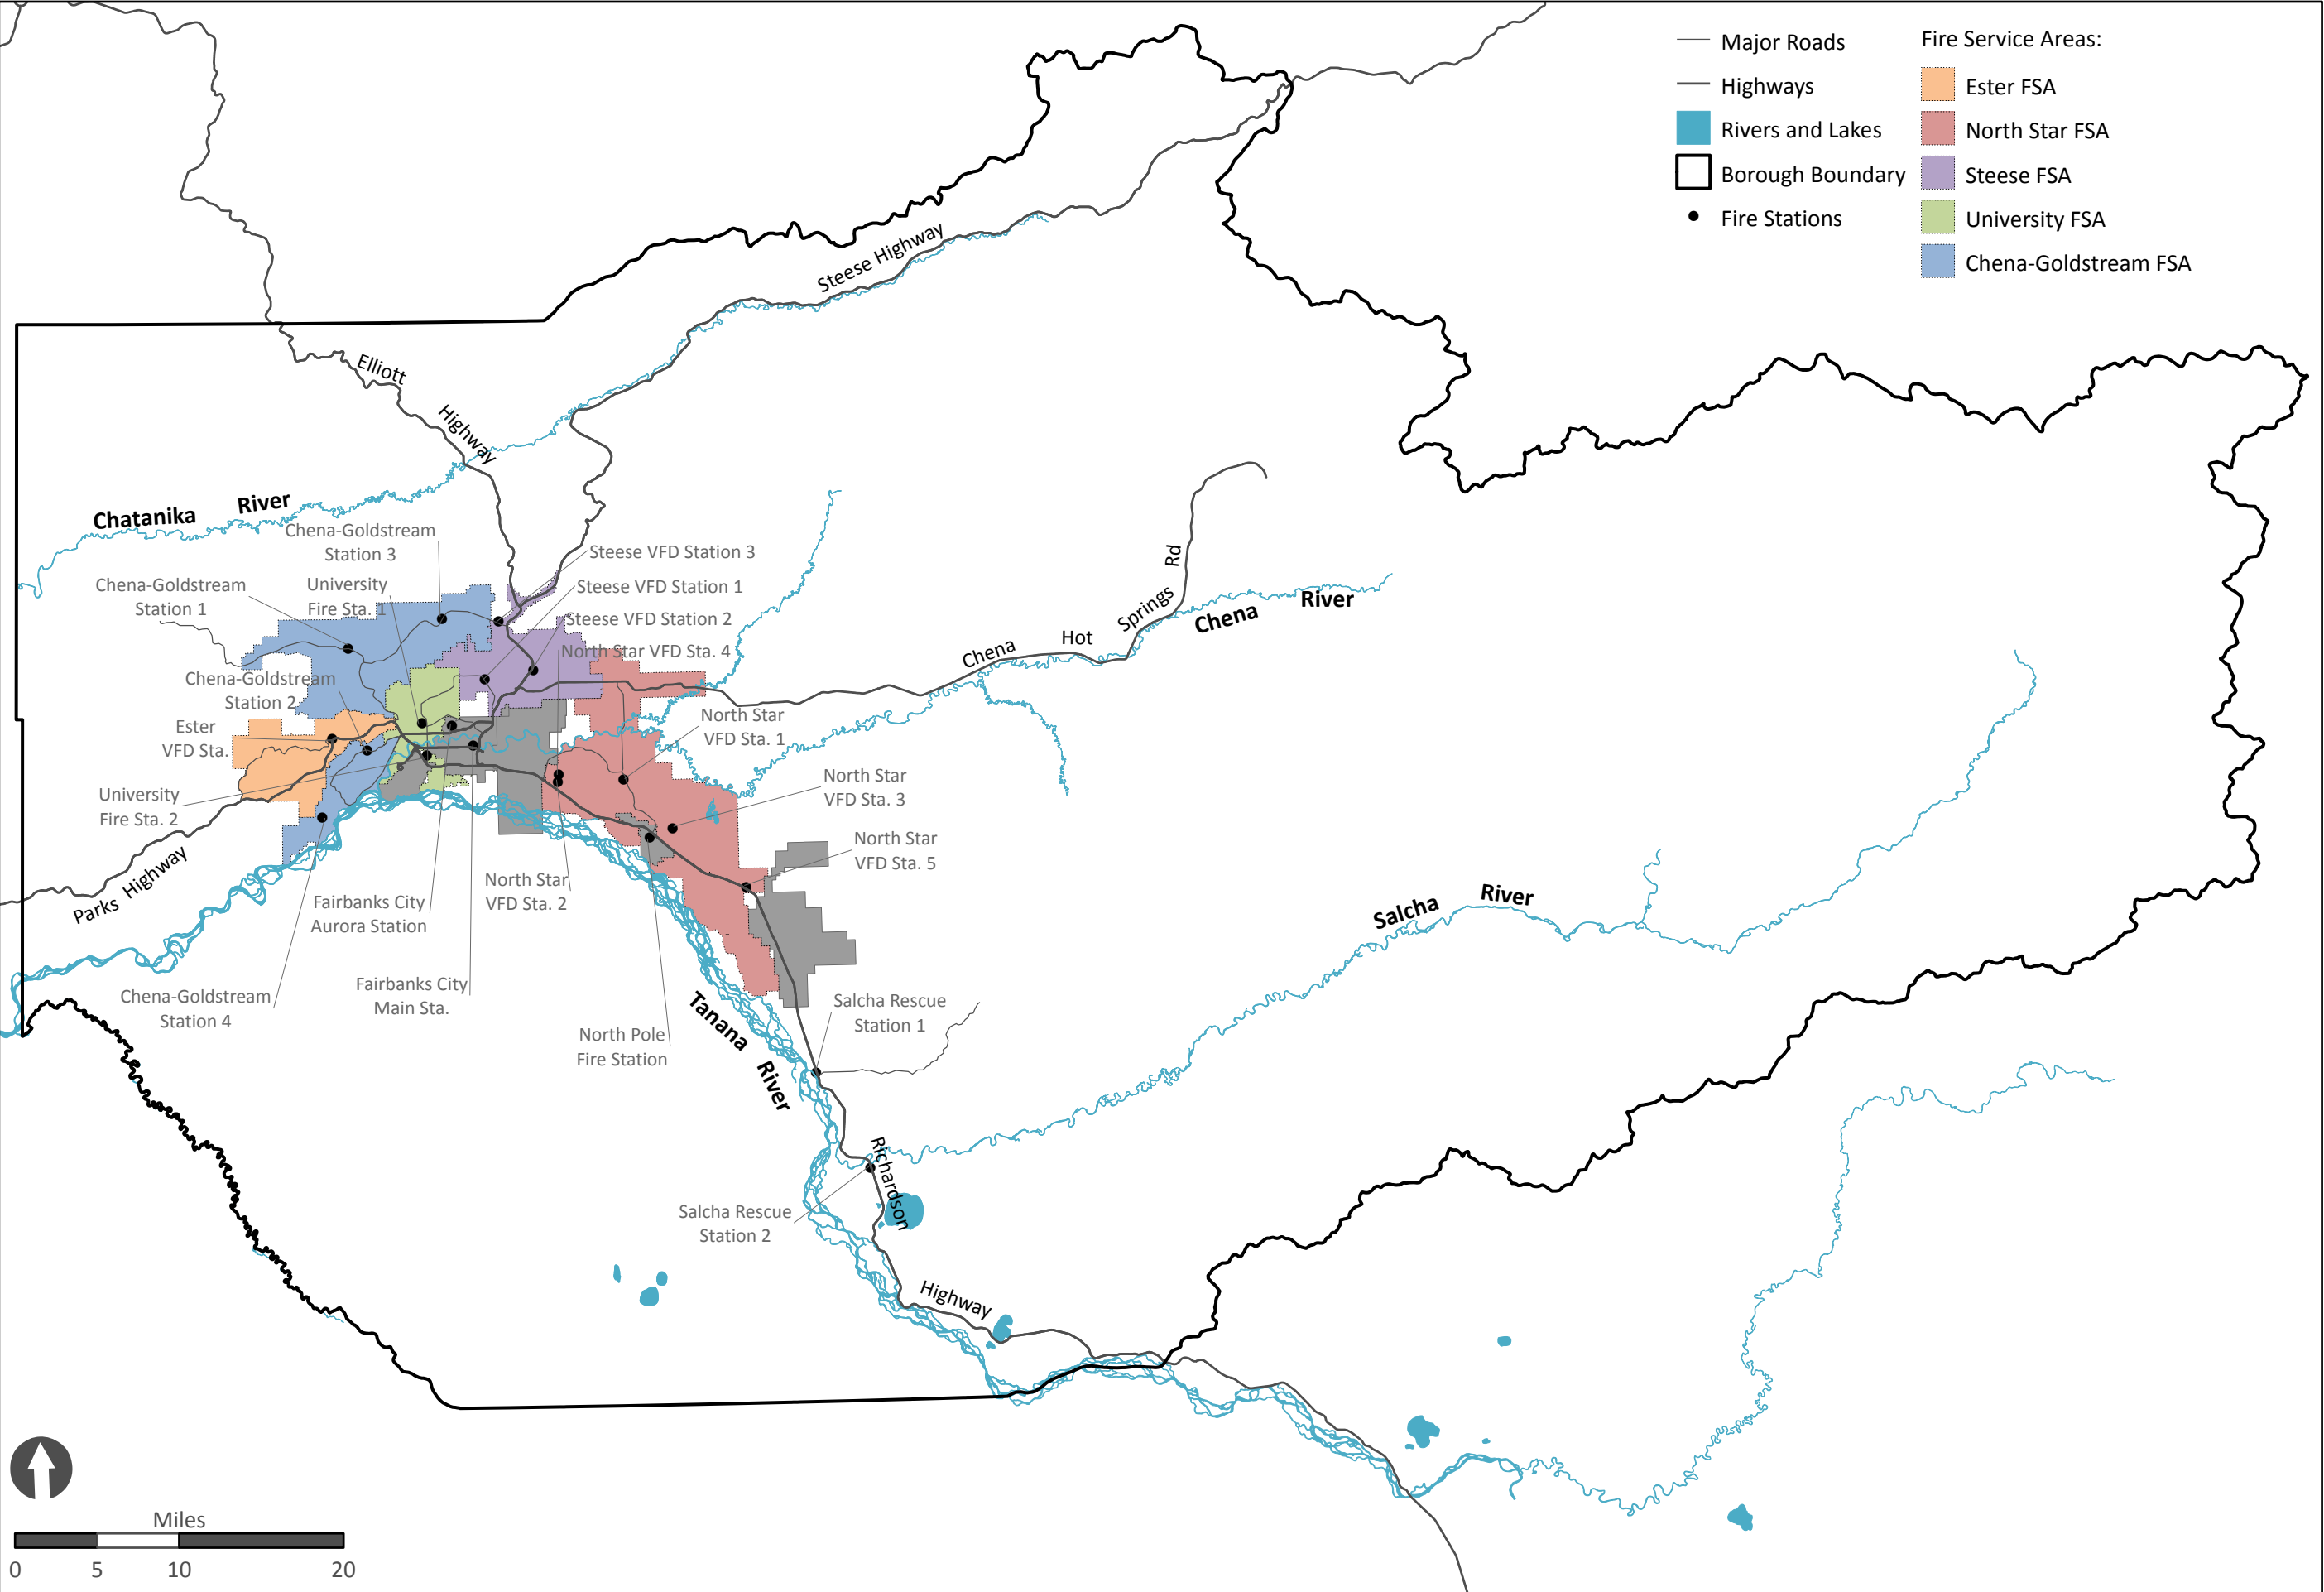 Major Roads
Highways
Rivers and Lakes
Borough Boundary
Fire Stations
Fire Service Areas:
Ester FSA
North Star FSA
Steese FSA
University FSA
Chena-Goldstream FSA
Steese Highway
Elliott
Highway
Chatanika River
Chena-Goldstream
Station 3
Chena-Goldstream
Station 1
University
Fire Sta. 1
Steese VFD Station 3
Steese VFD Station 1
Steese VFD Station 2
North Star VFD Sta. 4
Chena Hot Springs Rd
Chena River
Chena-Goldstream
Station 2
Ester
VFD Sta.
North Star
VFD Sta. 1
North Star
VFD Sta. 3
North Star
VFD Sta. 5
University
Fire Sta. 2
Parks Highway
Fairbanks City
Aurora Station
North Star
VFD Sta. 2
Salcha River
Chena-Goldstream
Station 4
Fairbanks City
Main Sta.
North Pole
Fire Station
Tanana River
Salcha Rescue
Station 1
Salcha Rescue
Station 2
Richardson
Highway
Miles
0 5 10 20